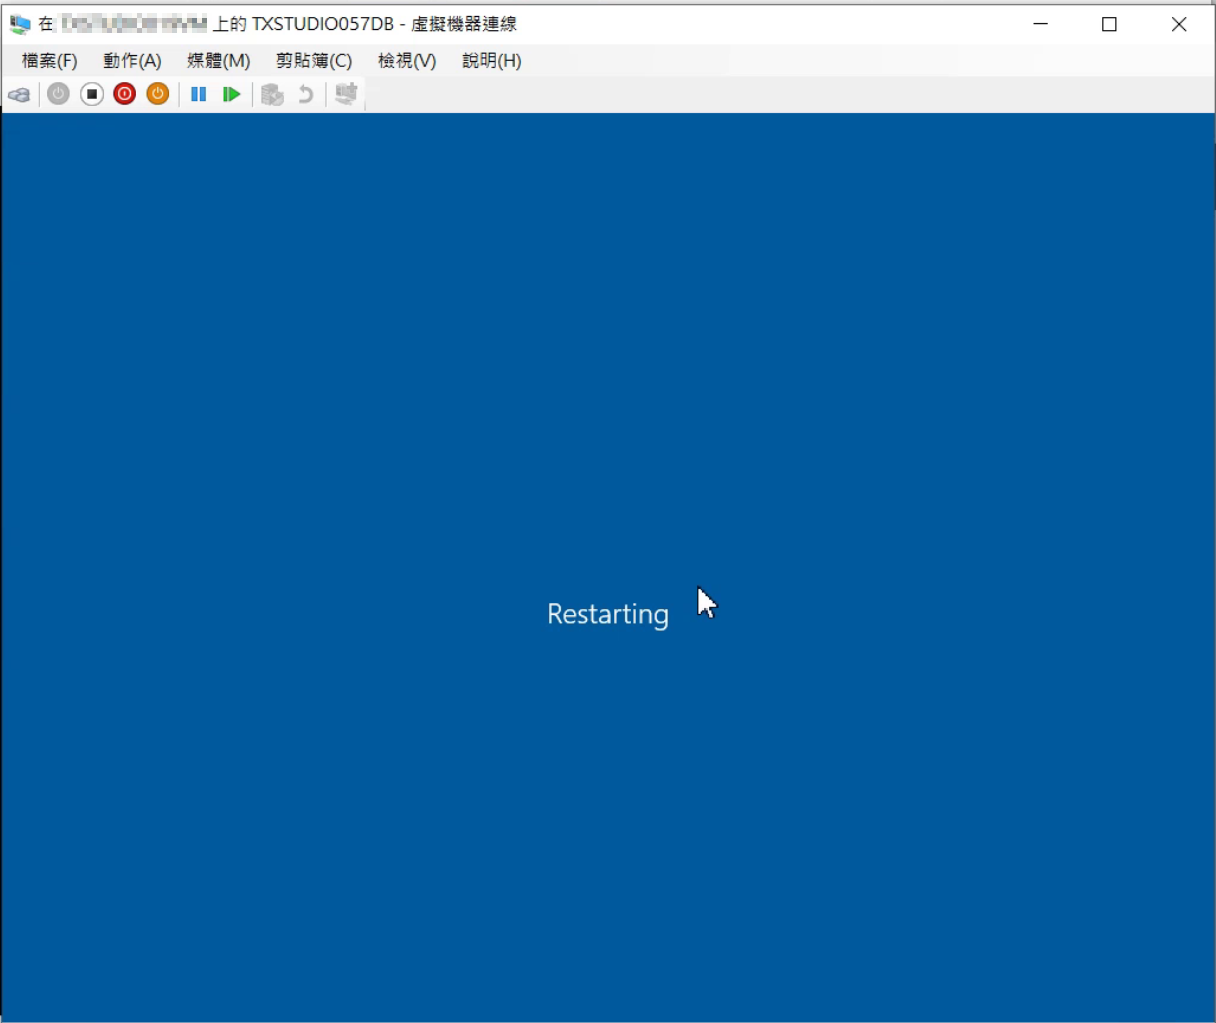 在 上的 TXSTUDIO057DB - 虛擬機器連線
檔案(F) 動作(A) 媒體(M) 剪貼簿(C) 檢視(V) 說明(H)
Restarting